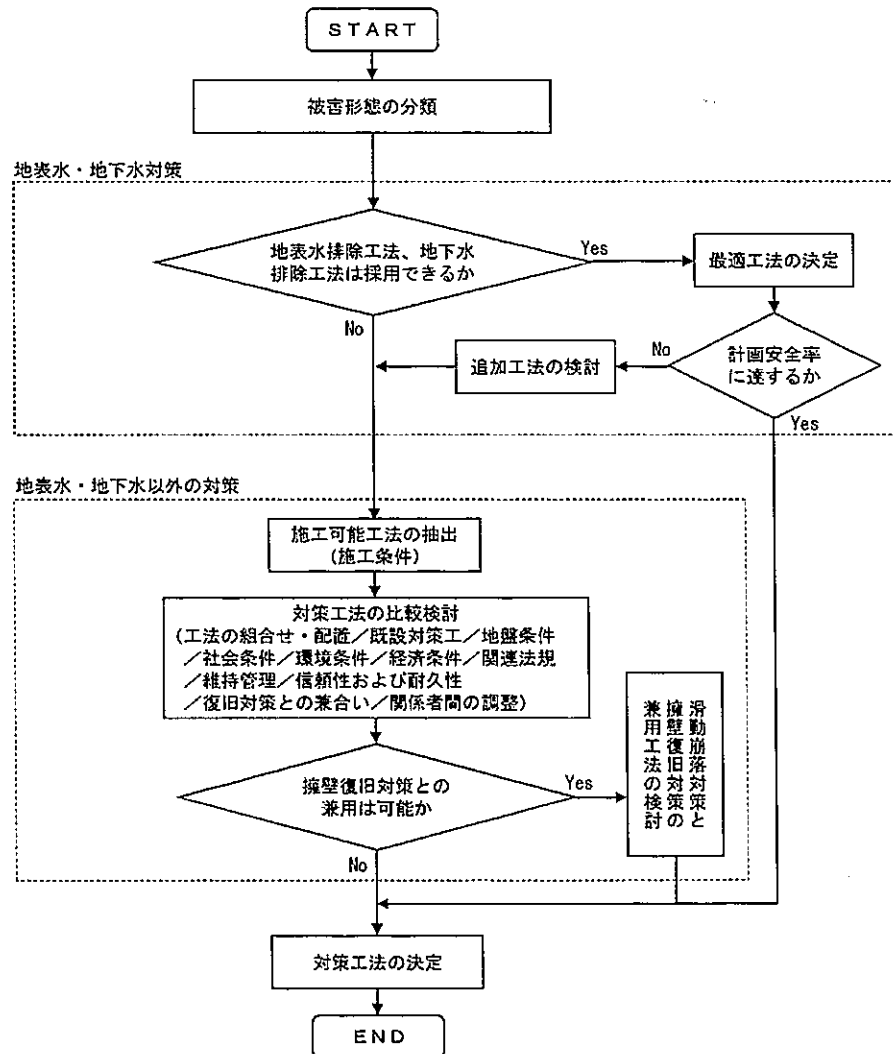 START
被害形態の分類
地表水・地下水対策
地表水排除工法、地下水
排除工法は採用できるか
Yes
最適工法の決定
No
追加工法の検討
No
計画安全率
に達するか
Yes
地表水・地下水以外の対策
施工可能工法の抽出
(施工条件)
対策工法の比較検討
(工法の組合せ・配置／既設対策工／地盤条件
／社会条件／環境条件／経済条件／関連法規
／維持管理／信頼性および耐久性
／復旧対策との兼合い／関係者間の調整)
擁壁復旧対策との
兼用は可能か
Yes
滑動崩落対策と
擁壁復旧対策の
兼用工法の検討
No
対策工法の決定
END